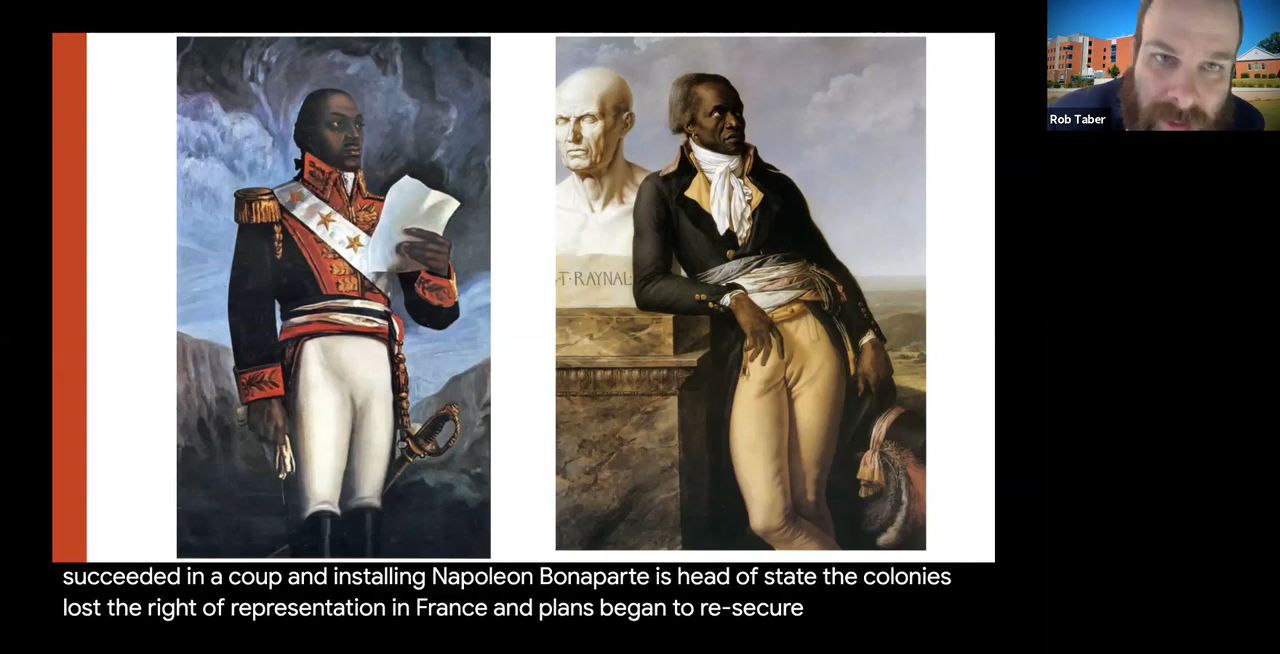 Rob Taber
T·RAYNAL·
succeeded in a coup and installing Napoleon Bonaparte is head of state the colonies
lost the right of representation in France and plans began to re-secure